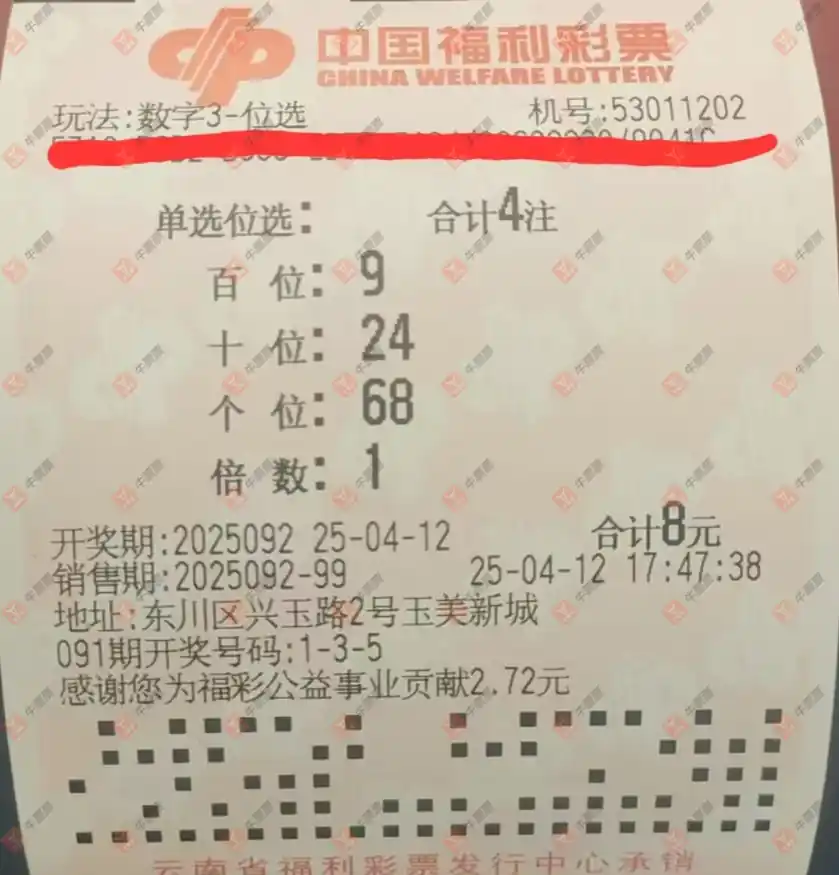 中国福利彩票
CHINA WELFARE LOTTERY
玩法:数字3-位选 机号:53011202
单选位选: 合计4注
百 位: 9
十 位: 24
个 位: 68
倍 数: 1
开奖期:2025092 25-04-12 合计8元
销售期:2025092-99 25-04-12 17:47:38
地址:东川区兴玉路2号玉美新城
091期开奖号码:1-3-5
感谢您为福彩公益事业贡献2.72元
云南省福利彩票发行中心承销